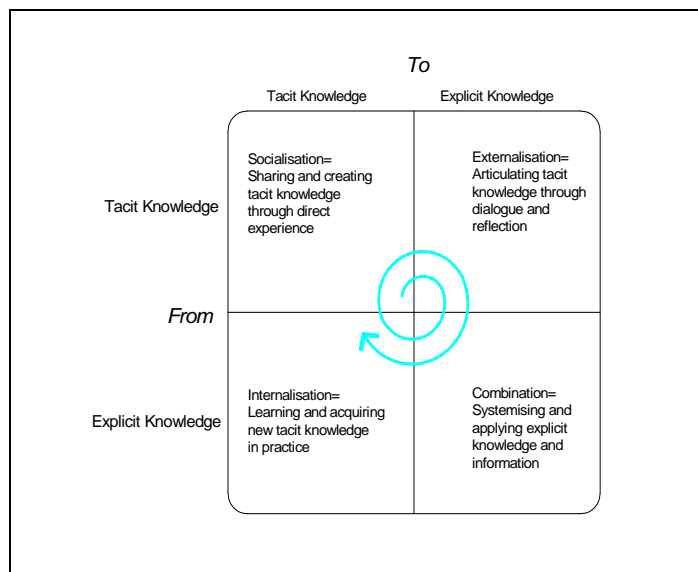 To
Tacit Knowledge
Explicit Knowledge
Tacit Knowledge
Socialisation=
Sharing and creating
tacit knowledge
through direct
experience
Externalisation=
Articulating tacit
knowledge through
dialogue and
reflection
From
Explicit Knowledge
Internalisation=
Learning and acquiring
new tacit knowledge
in practice
Combination=
Systemising and
applying explicit
knowledge and
information